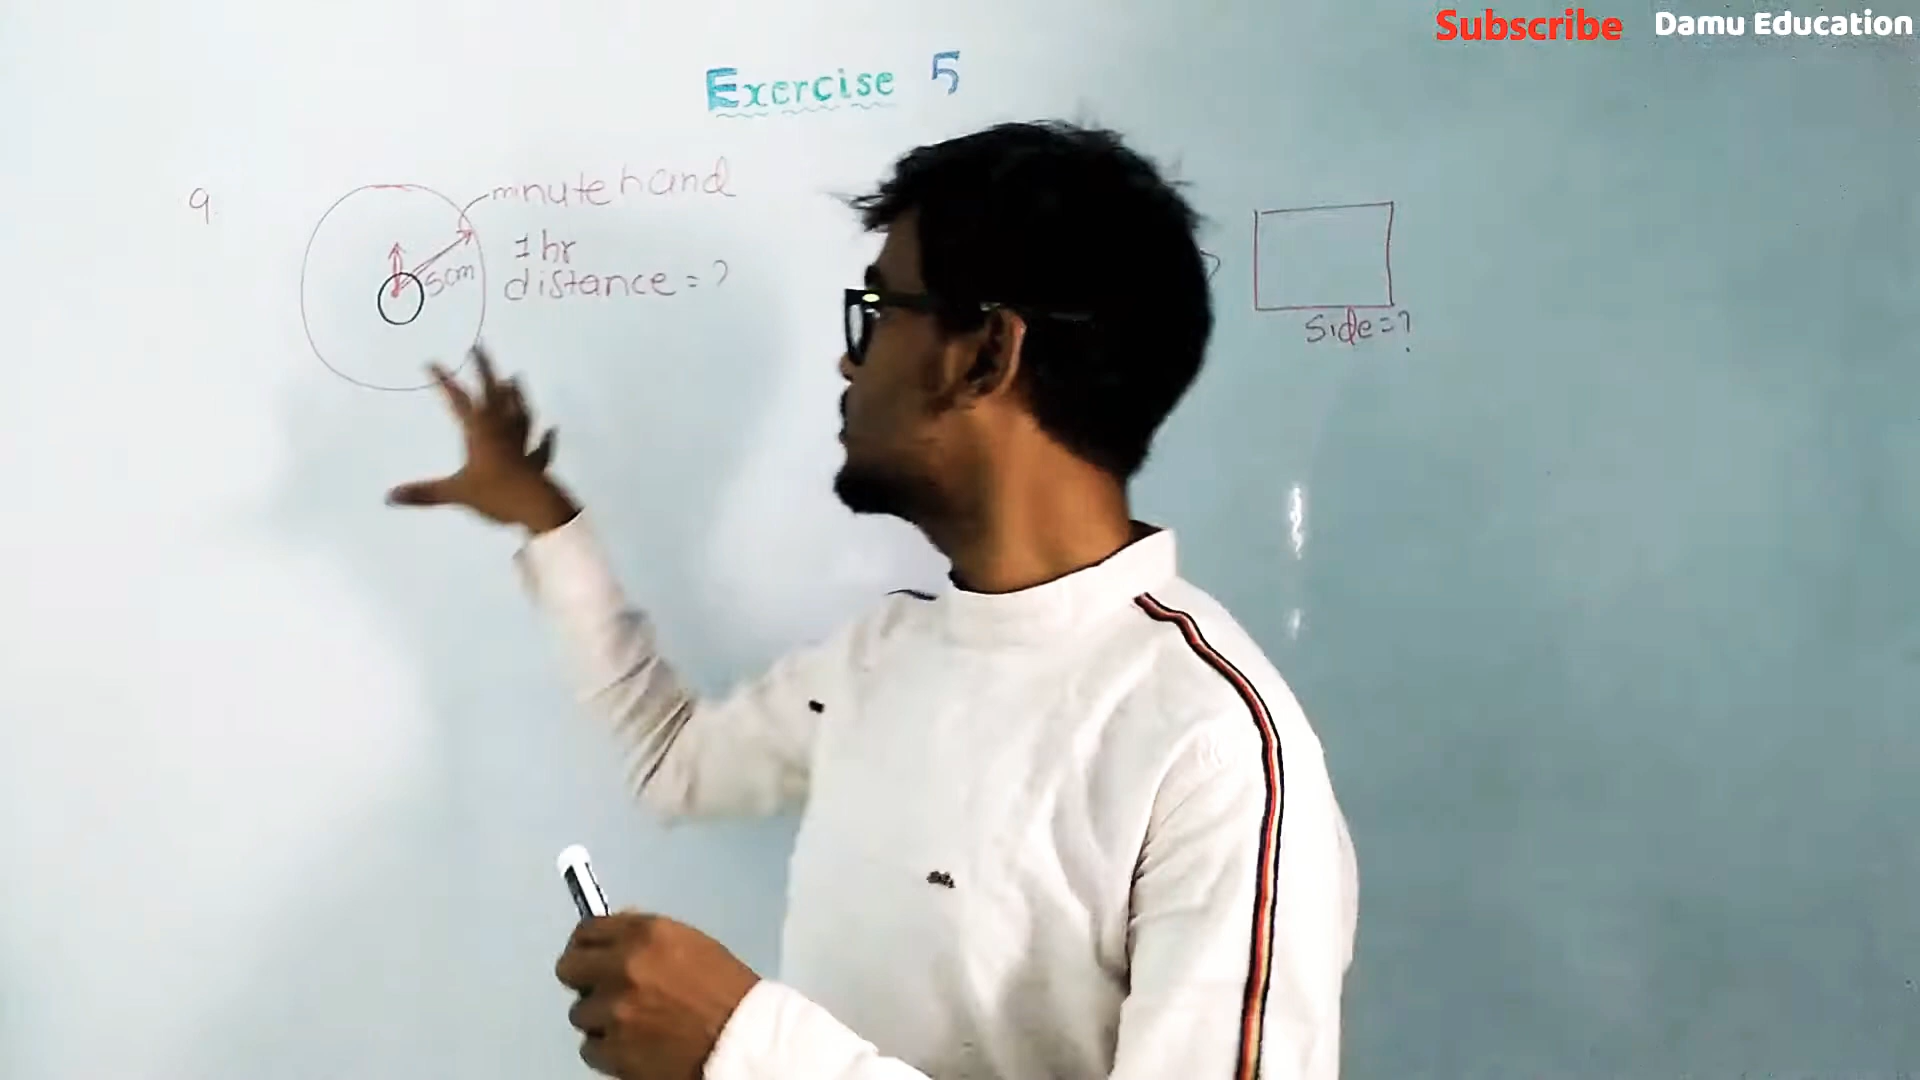 Subscribe Damu Education
Exercise 5
9.
minute hand
1 hr
5cm
distance = ?
side = ?